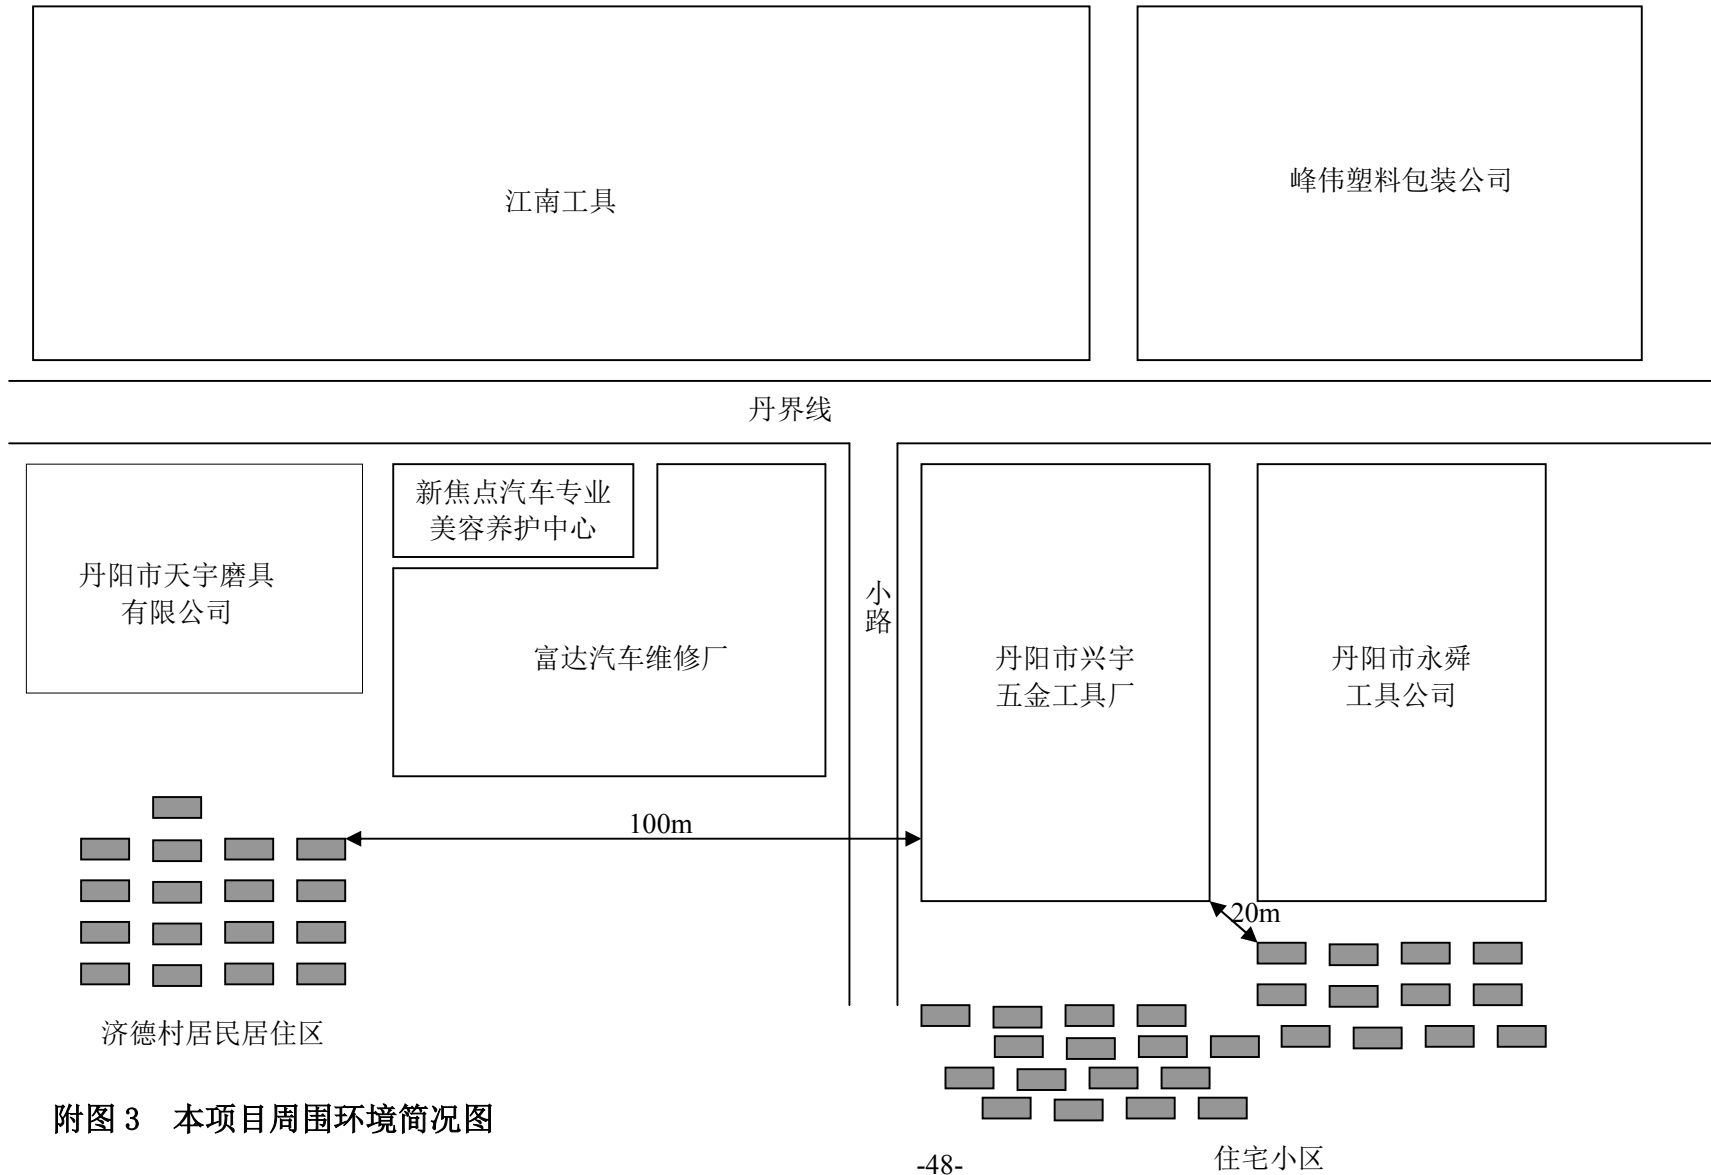 江南工具
峰伟塑料包装公司
丹界线
新焦点汽车专业
美容养护中心
丹阳市天宇磨具
有限公司
小
路
富达汽车维修厂
丹阳市兴宇
五金工具厂
丹阳市永舜
工具公司
100m
20m
济德村居民居住区
附图 3 本项目周围环境简况图
住宅小区
-48-